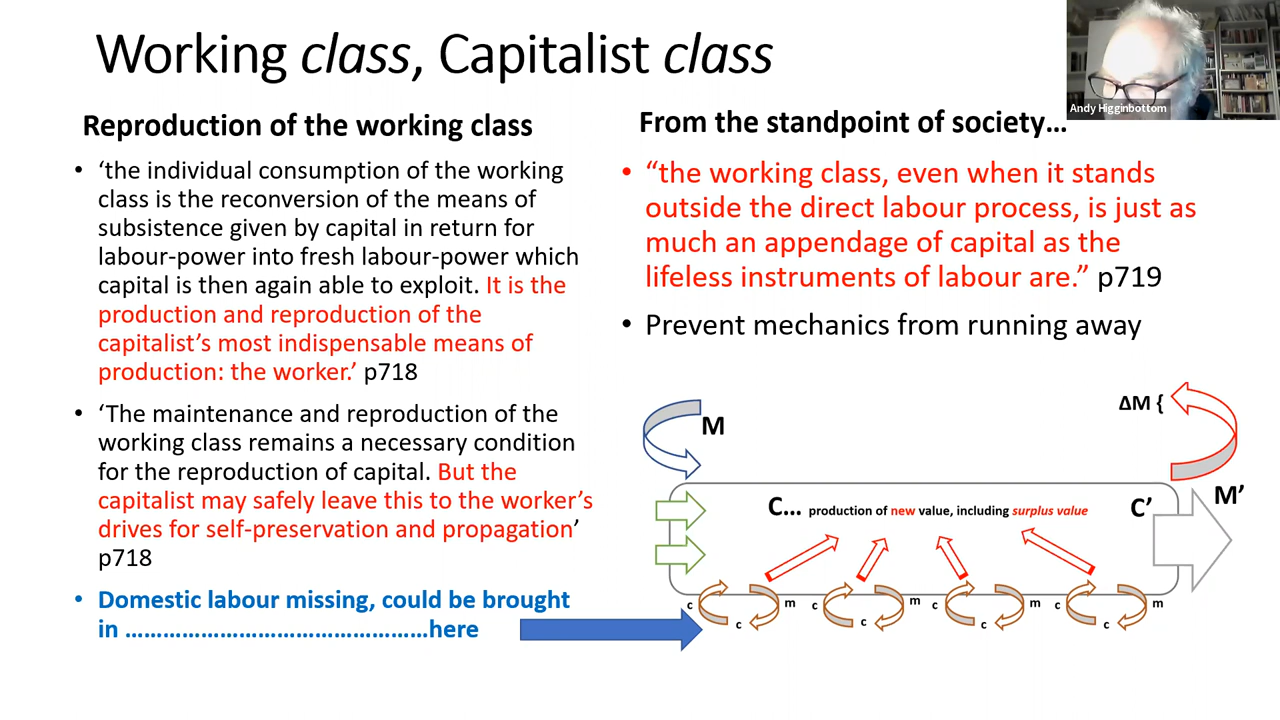 Working class, Capitalist class
Andy Higginbottom
Reproduction of the working class
• ‘the individual consumption of the working
class is the reconversion of the means of
subsistence given by capital in return for
labour-power into fresh labour-power which
capital is then again able to exploit. It is the
production and reproduction of the
capitalist’s most indispensable means of
production: the worker.’ p718
• ‘The maintenance and reproduction of the
working class remains a necessary condition
for the reproduction of capital. But the
capitalist may safely leave this to the worker’s
drives for self-preservation and propagation’
p718
• Domestic labour missing, could be brought
in …………………………………………here
From the standpoint of society…
• “the working class, even when it stands
outside the direct labour process, is just as
much an appendage of capital as the
lifeless instruments of labour are.” p719
• Prevent mechanics from running away
ΔM {
M
M’
C… production of new value, including surplus value C’
c m c m c m c m
c c c c